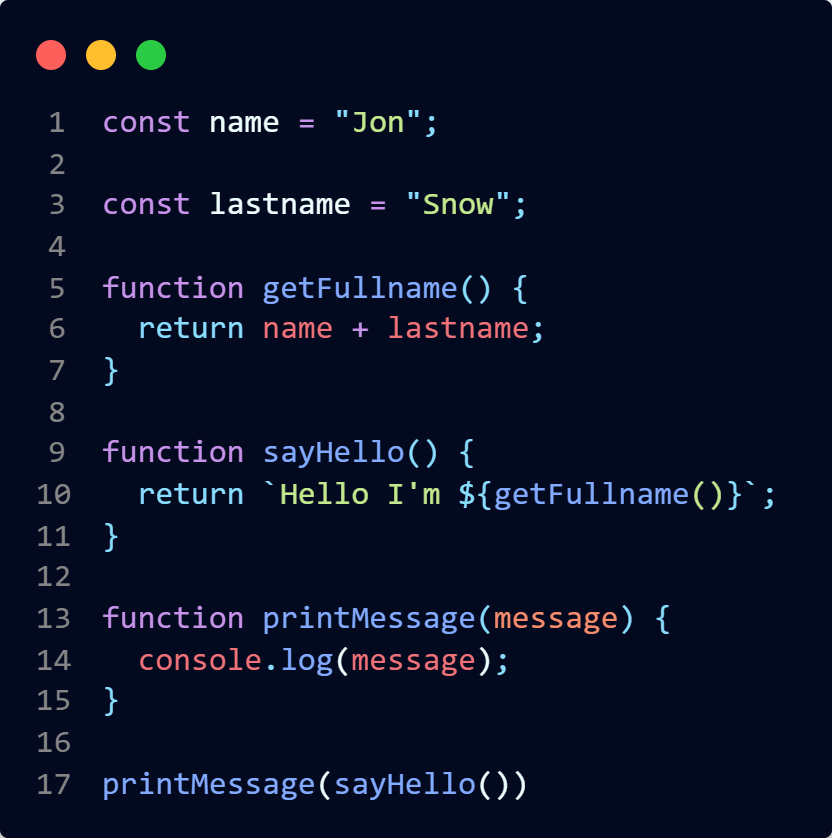 1 const name = "Jon";
2
3 const lastname = "Snow";
4
5 function getFullname() {
6   return name + lastname;
7 }
8
9 function sayHello() {
10   return `Hello I'm ${getFullname()}`;
11 }
12
13 function printMessage(message) {
14   console.log(message);
15 }
16
17 printMessage(sayHello())